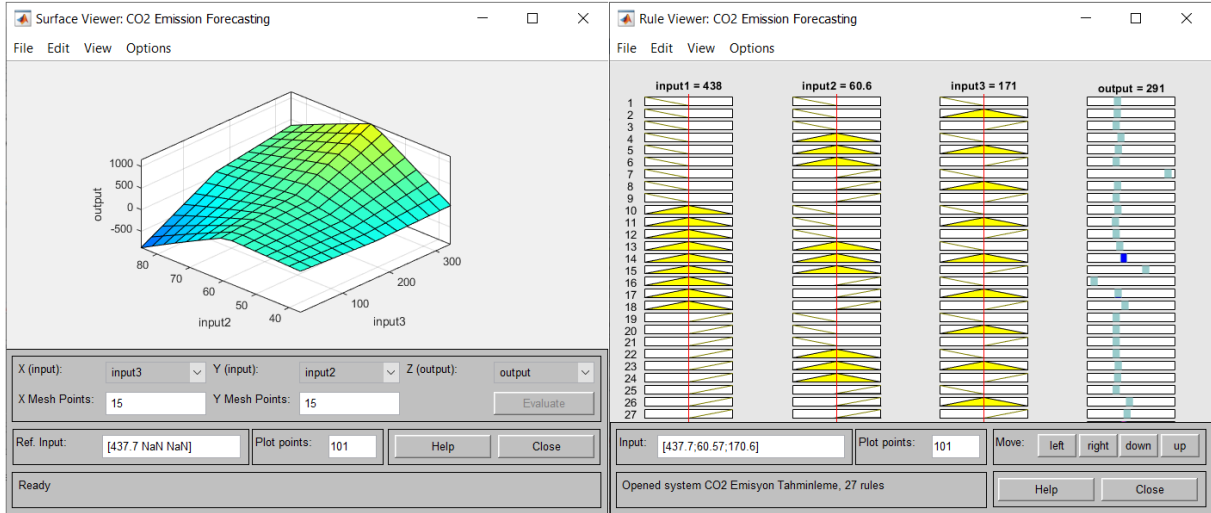 Surface Viewer: CO2 Emission Forecasting
File Edit View Options
1000
500
0
-500
output
80
70
60
50
40
input2
100
200
300
input3
X (input): input3 Y (input): input2 Z (output): output
X Mesh Points: 15 Y Mesh Points: 15 Evaluate
Ref. Input: [437.7 NaN NaN] Plot points: 101 Help Close
Ready
Rule Viewer: CO2 Emission Forecasting
File Edit View Options
input1 = 438 input2 = 60.6 input3 = 171 output = 291
1
2
3
4
5
6
7
8
9
10
11
12
13
14
15
16
17
18
19
20
21
22
23
24
25
26
27
Input: [437.7;60.57;170.6] Plot points: 101 Move: left right down up
Opened system CO2 Emisyon Tahminleme, 27 rules Help Close